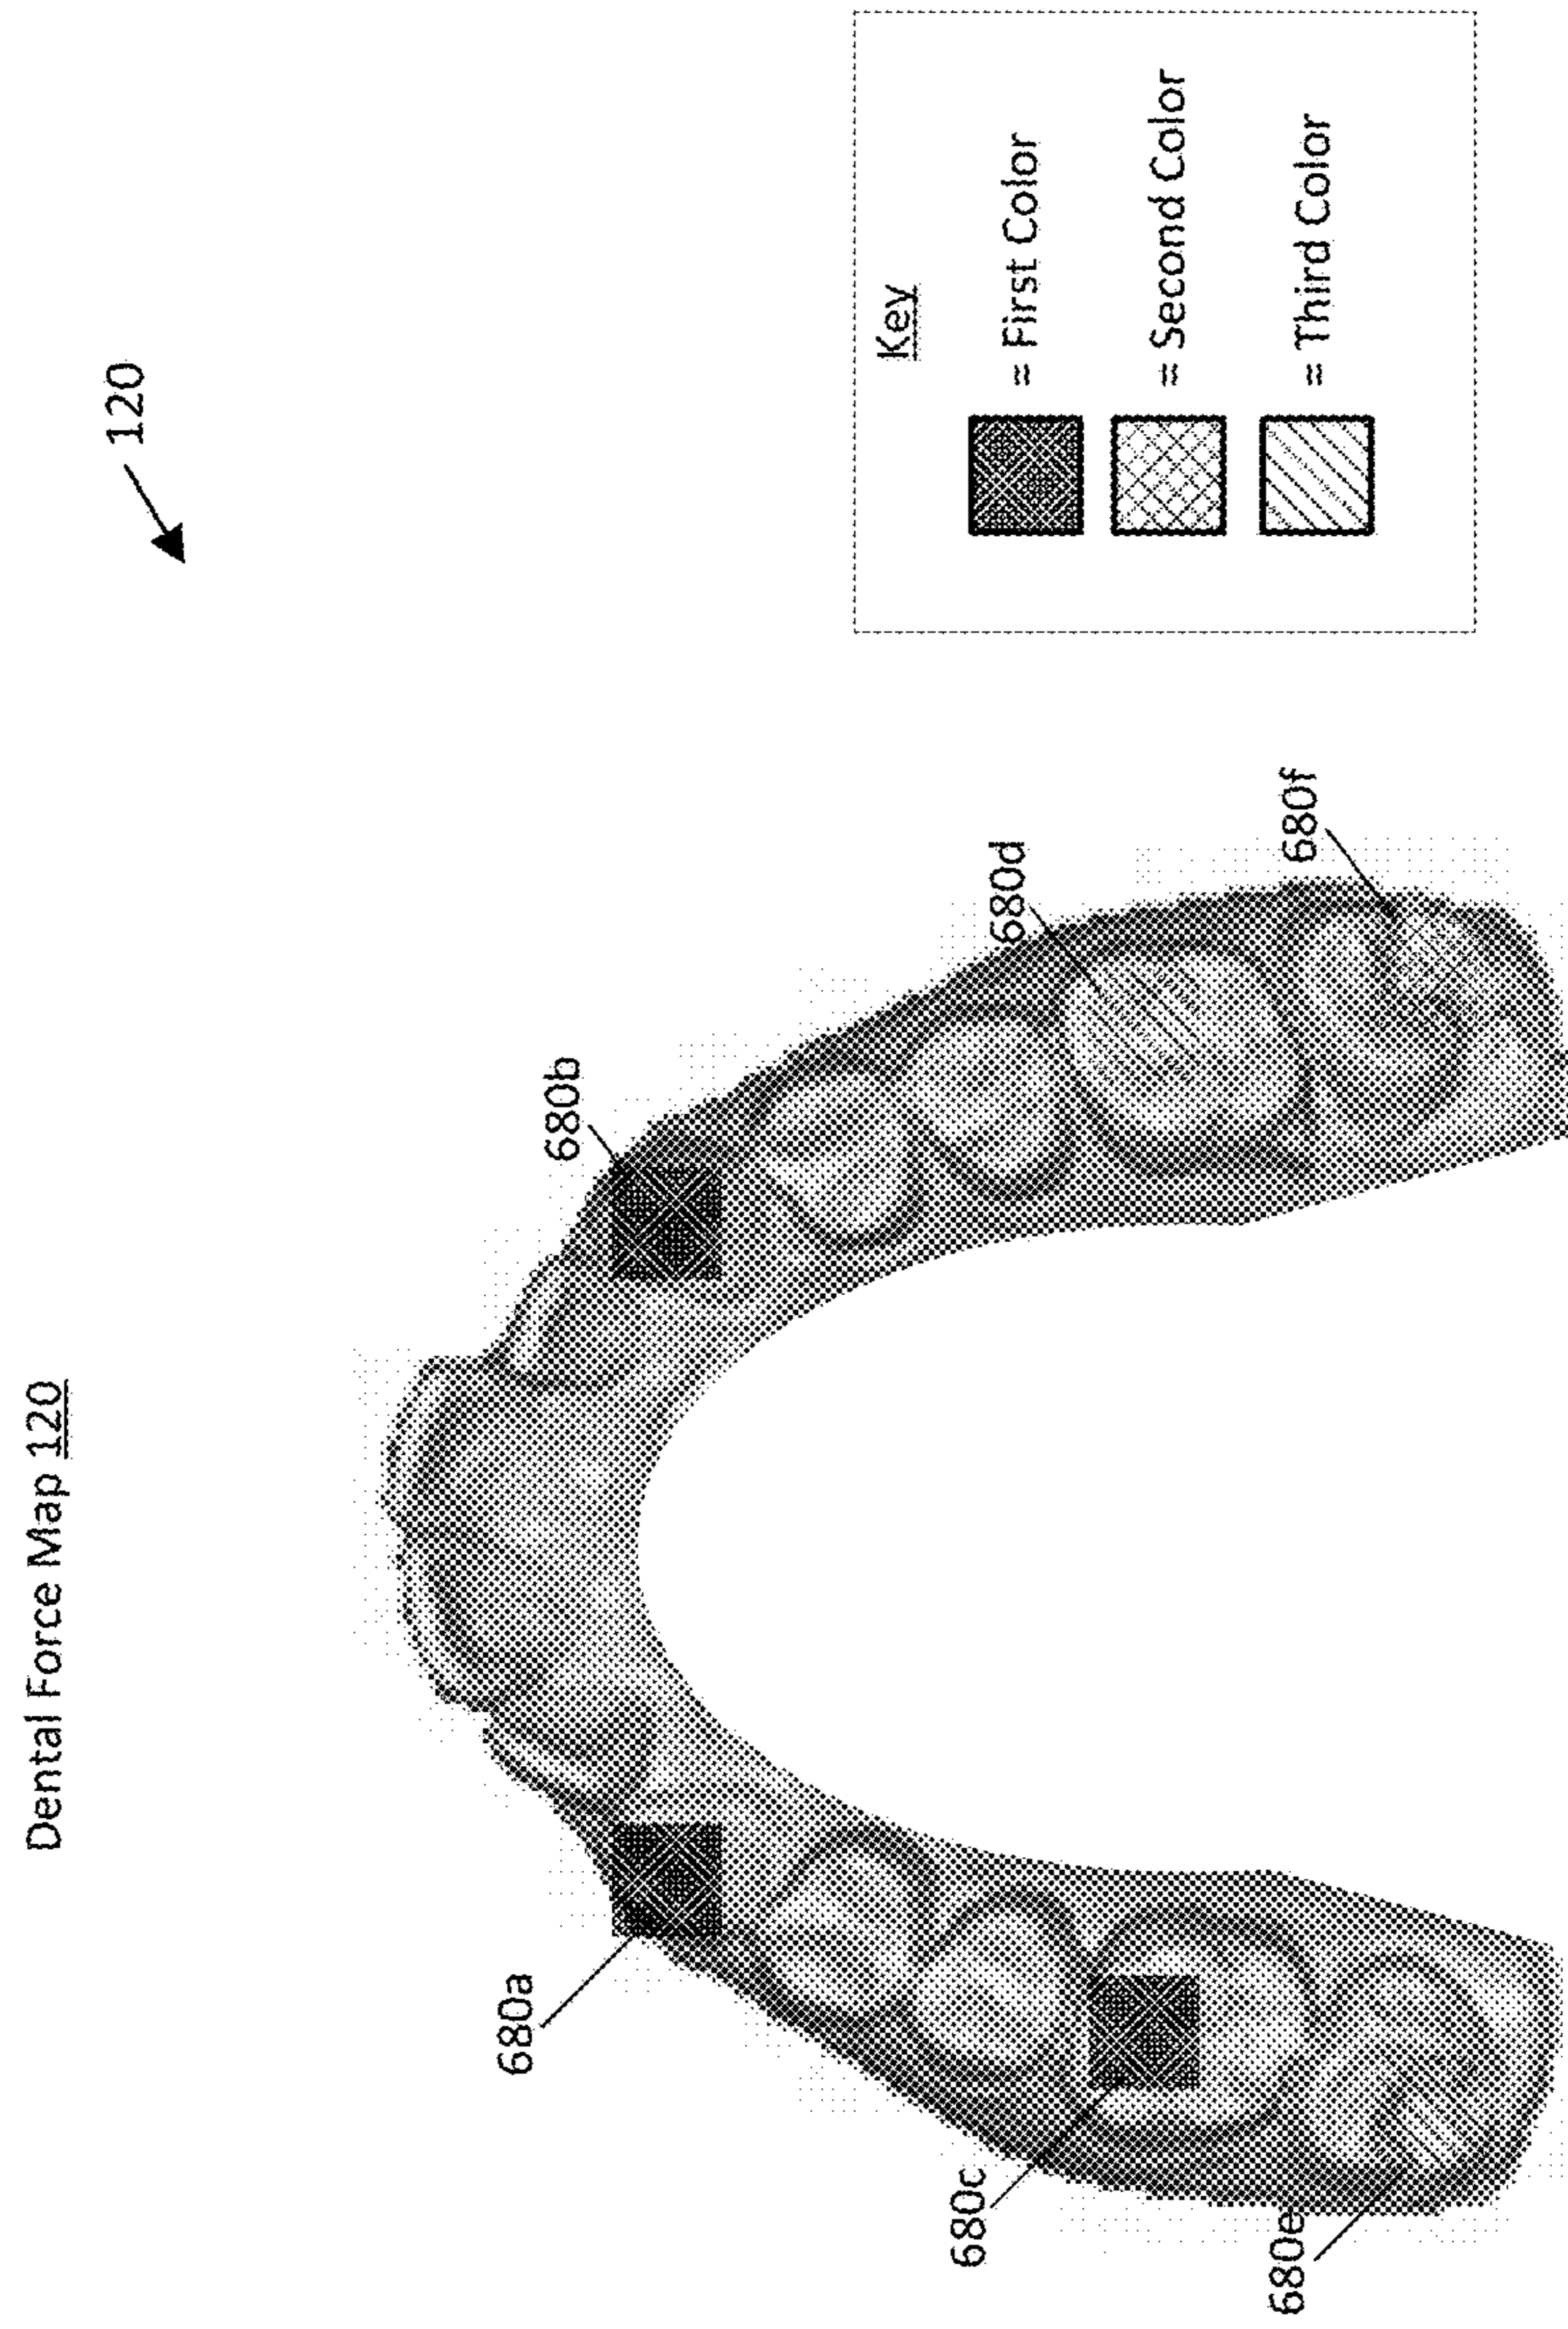 Dental Force Map 120
120
680a
680b
680c
680d
680e
680f
Key
= First Color
= Second Color
= Third Color